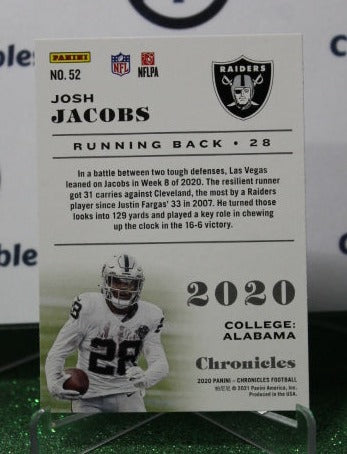 bles
C
Colle
PANINI
NFL
NFLPA
RAIDERS
NO. 52
JOSH
JACOBS
RUNNING BACK • 28
In a battle between two tough defenses, Las Vegas
leaned on Jacobs in Week 8 of 2020. The resilient runner
got 31 carries against Cleveland, the most by a Raiders
player since Justin Fargas' 33 in 2007. He turned those
looks into 129 yards and played a key role in chewing
up the clock in the 16-6 victory.
2020
COLLEGE:
ALABAMA
28
Chronicles
2020 PANINI – CHRONICLES FOOTBALL
© 2021 Panini America, Inc.
Produced in the USA.